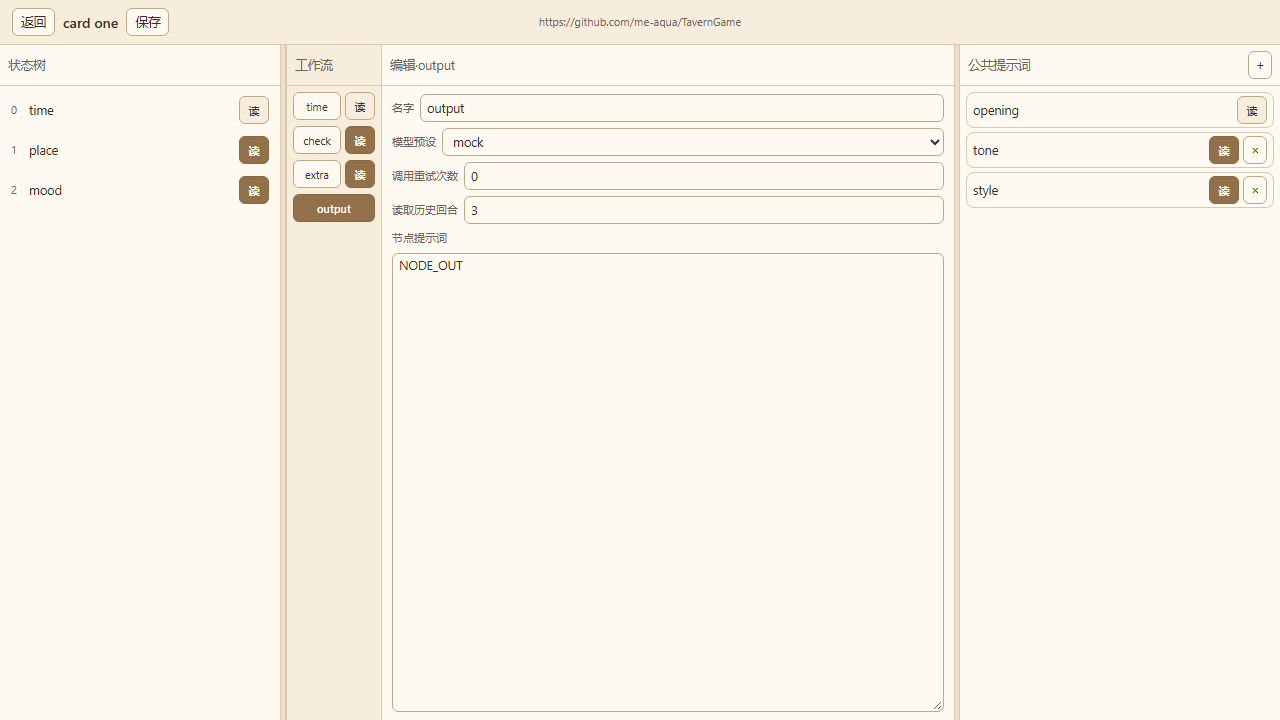 返回 card one 保存 https://github.com/me-aqua/TavernGame
状态树
0 time 读
1 place 读
2 mood 读
工作流
time 读
check 读
extra 读
output
编辑·output
名字 output
模型预设 mock
调用重试次数 0
读取历史回合 3
节点提示词
NODE_OUT
公共提示词 +
opening 读
tone 读 ×
style 读 ×